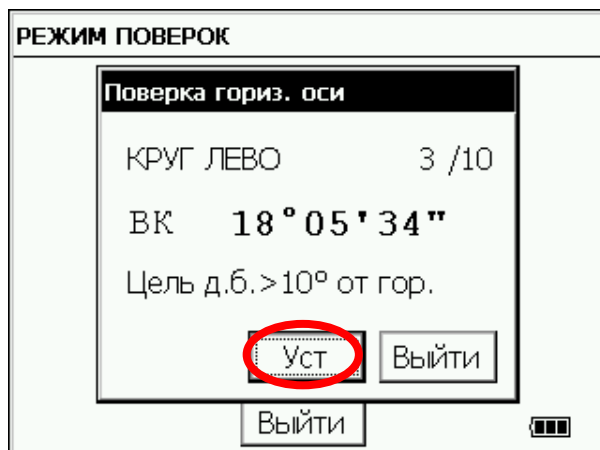 РЕЖИМ ПОВЕРОК
Поверка гориз. оси
КРУГ ЛЕВО 3 /10
ВК 18°05'34"
Цель д.б.>10º от гор.
Уст Выйти
Выйти